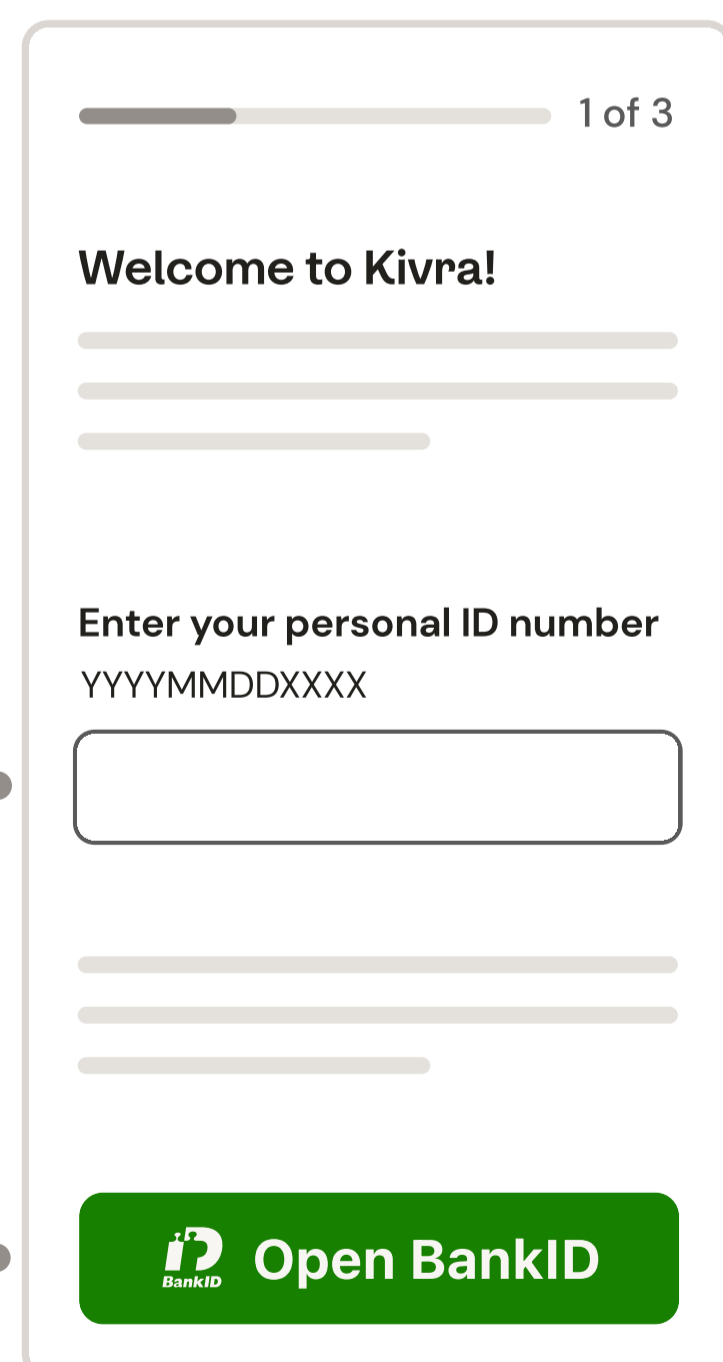 1 of 3
Welcome to Kivra!
Enter your personal ID number
YYYYMMDDXXXX
BankID
Open BankID